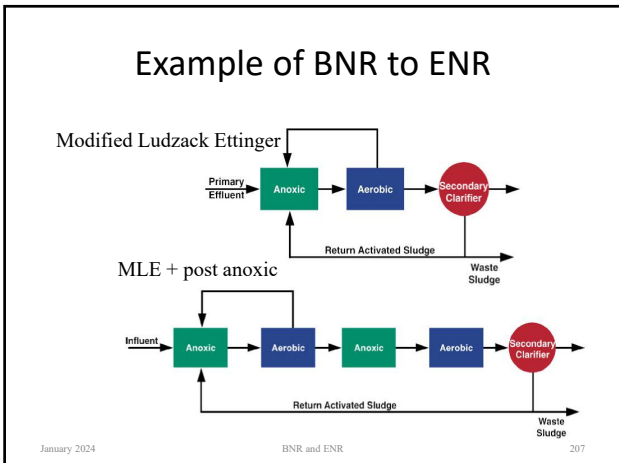 Example of BNR to ENR
Modified Ludzack Ettinger
Primary
Effluent
Anoxic
Aerobic
Secondary
Clarifier
Return Activated Sludge
Waste
Sludge
MLE + post anoxic
Influent
Anoxic
Aerobic
Anoxic
Aerobic
Secondary
Clarifier
Return Activated Sludge
Waste
Sludge
January 2024
BNR and ENR
207